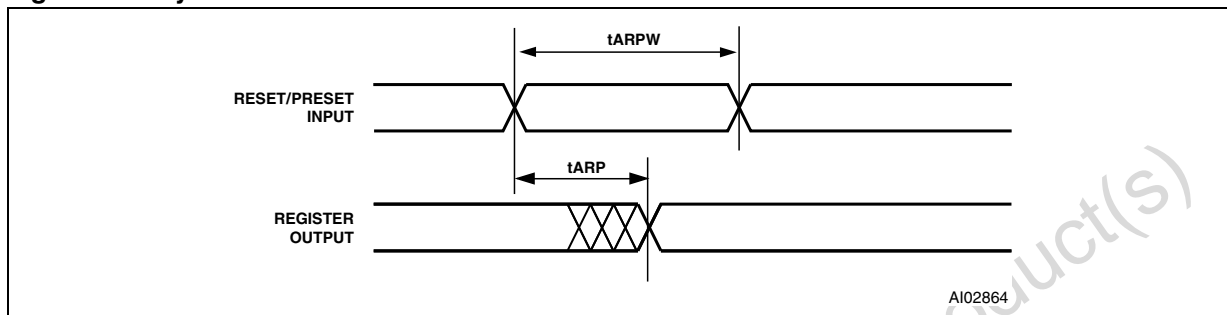 tARPW
RESET/PRESET
INPUT
tARP
REGISTER
OUTPUT
AI02864